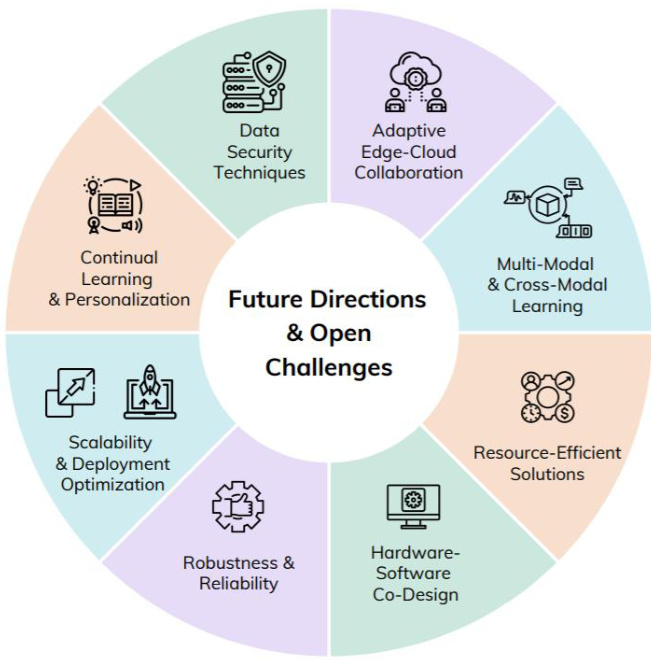 Data
Security
Techniques
Adaptive
Edge-Cloud
Collaboration
Continual
Learning
& Personalization
Multi-Modal
& Cross-Modal
Learning
Future Directions
& Open
Challenges
Scalability
& Deployment
Optimization
Resource-Efficient
Solutions
Robustness &
Reliability
Hardware-
Software
Co-Design